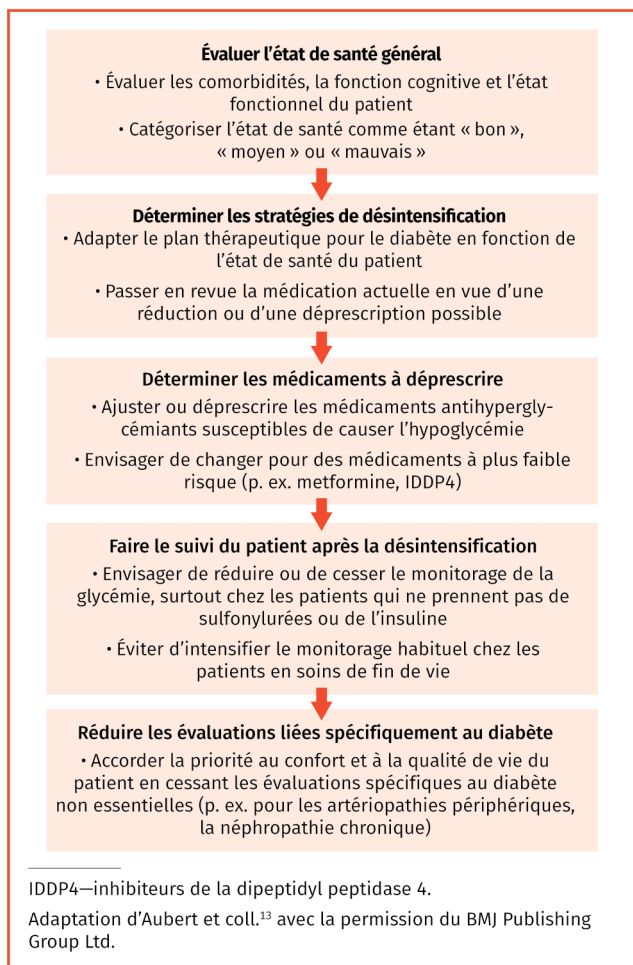 Évaluer l’état de santé général
• Évaluer les comorbidités, la fonction cognitive et l’état
fonctionnel du patient
• Catégoriser l’état de santé comme étant « bon »,
« moyen » ou « mauvais »
Déterminer les stratégies de désintensification
• Adapter le plan thérapeutique pour le diabète en fonction de
l’état de santé du patient
• Passer en revue la médication actuelle en vue d’une
réduction ou d’une déprescription possible
Déterminer les médicaments à déprescrire
• Ajuster ou déprescrire les médicaments antihypergly-
cémiants susceptibles de causer l’hypoglycémie
• Envisager de changer pour des médicaments à plus faible
risque (p. ex. metformine, IDDP4)
Faire le suivi du patient après la désintensification
• Envisager de réduire ou de cesser le monitorage de la
glycémie, surtout chez les patients qui ne prennent pas de
sulfonylurées ou de l’insuline
• Éviter d’intensifier le monitorage habituel chez les
patients en soins de fin de vie
Réduire les évaluations liées spécifiquement au diabète
• Accorder la priorité au confort et à la qualité de vie du
patient en cessant les évaluations spécifiques au diabète
non essentielles (p. ex. pour les artériopathies périphériques,
la néphropathie chronique)
IDDP4—inhibiteurs de la dipeptidyl peptidase 4.
Adaptation d’Aubert et coll.¹³ avec la permission du BMJ Publishing
Group Ltd.